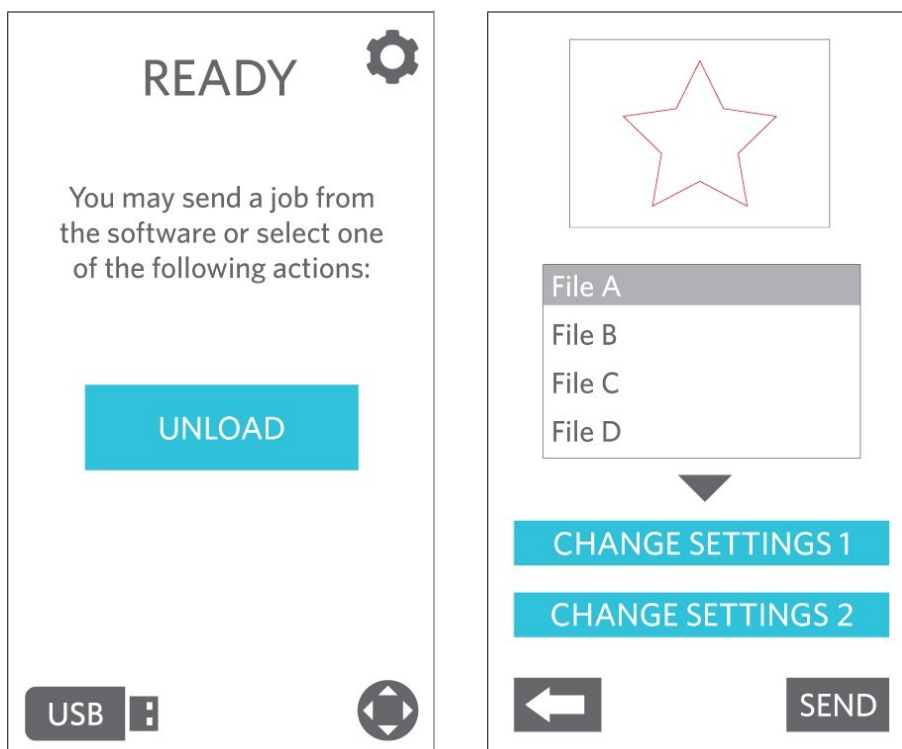 READY
You may send a job from
the software or select one
of the following actions:
UNLOAD
USB
File A
File B
File C
File D
CHANGE SETTINGS 1
CHANGE SETTINGS 2
SEND